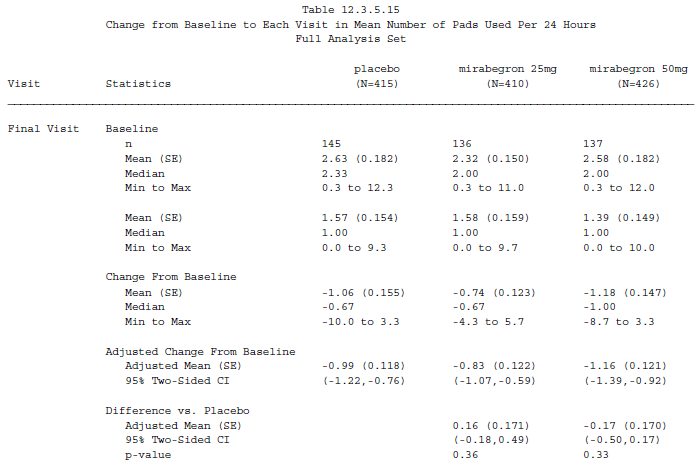 Table 12.3.5.15
Change from Baseline to Each Visit in Mean Number of Pads Used Per 24 Hours
Full Analysis Set
placebo mirabegron 25mg mirabegron 50mg
Visit Statistics (N=415) (N=410) (N=426)
Final Visit Baseline
n 145 136 137
Mean (SE) 2.63 (0.182) 2.32 (0.150) 2.58 (0.182)
Median 2.33 2.00 2.00
Min to Max 0.3 to 12.3 0.3 to 11.0 0.3 to 12.0
Mean (SE) 1.57 (0.154) 1.58 (0.159) 1.39 (0.149)
Median 1.00 1.00 1.00
Min to Max 0.0 to 9.3 0.0 to 9.7 0.0 to 10.0
Change From Baseline
Mean (SE) -1.06 (0.155) -0.74 (0.123) -1.18 (0.147)
Median -0.67 -0.67 -1.00
Min to Max -10.0 to 3.3 -4.3 to 5.7 -8.7 to 3.3
Adjusted Change From Baseline
Adjusted Mean (SE) -0.99 (0.118) -0.83 (0.122) -1.16 (0.121)
95% Two-Sided CI (-1.22,-0.76) (-1.07,-0.59) (-1.39,-0.92)
Difference vs. Placebo
Adjusted Mean (SE) 0.16 (0.171) -0.17 (0.170)
95% Two-Sided CI (-0.18,0.49) (-0.50,0.17)
p-value 0.36 0.33